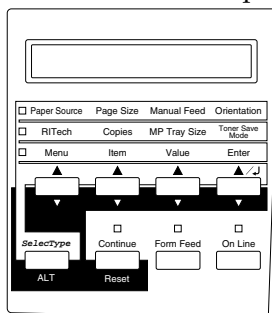 Paper Source Page Size Manual Feed Orientation
RITech Copies MP Tray Size Toner Save Mode
Menu Item Value Enter
SelecType Continue Form Feed On Line
ALT Reset